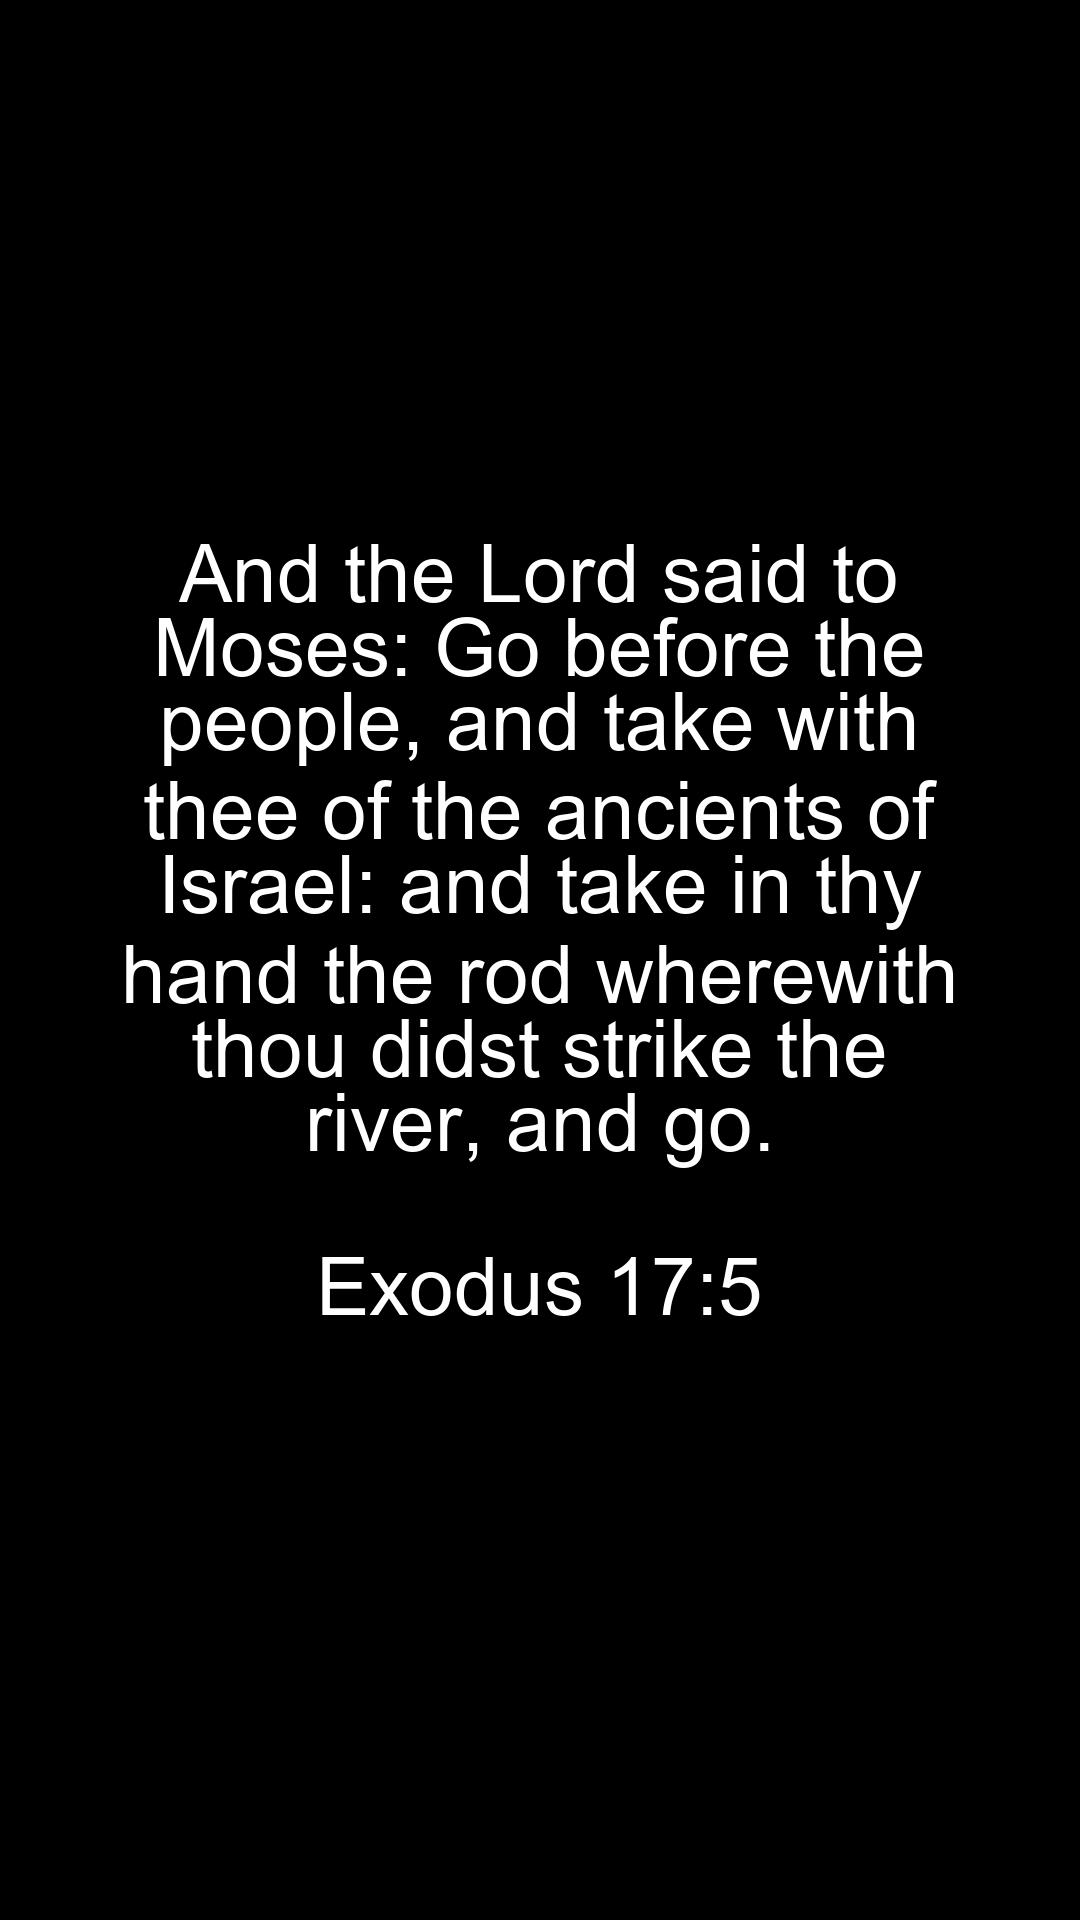 And the Lord said to
Moses: Go before the
people, and take with
thee of the ancients of
Israel: and take in thy
hand the rod wherewith
thou didst strike the
river, and go.
Exodus 17:5